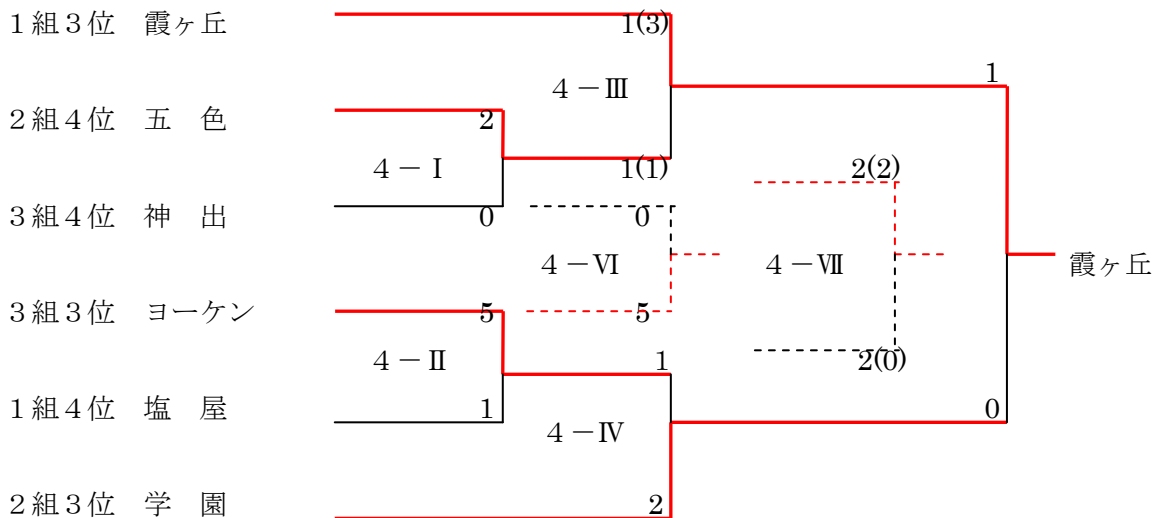 1組3位　霞ヶ丘　1(3)
1
4－Ⅲ
2組4位　五　色　2
4－Ⅰ　1(1)　2(2)
3組4位　神　出　0　0
4－Ⅵ　4－Ⅶ　霞ヶ丘
3組3位　ヨーケン　5　5
4－Ⅱ　1　2(0)
1組4位　塩　屋　1　0
4－Ⅳ
2組3位　学　園　2